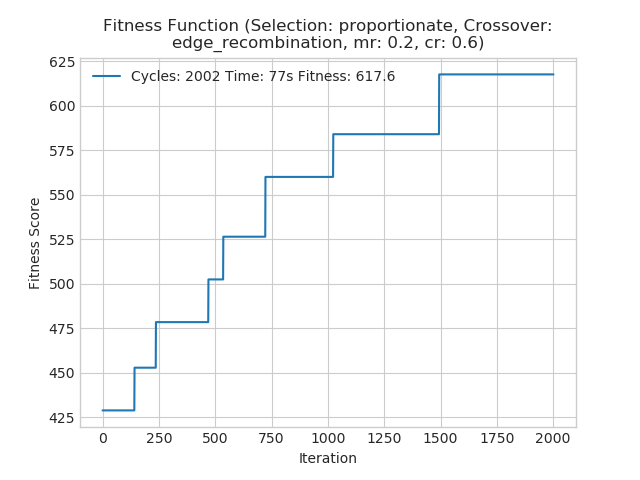 Fitness Function (Selection: proportionate, Crossover:
edge_recombination, mr: 0.2, cr: 0.6)
Cycles: 2002 Time: 77s Fitness: 617.6
Fitness Score
625
600
575
550
525
500
475
450
425
0 250 500 750 1000 1250 1500 1750 2000
Iteration